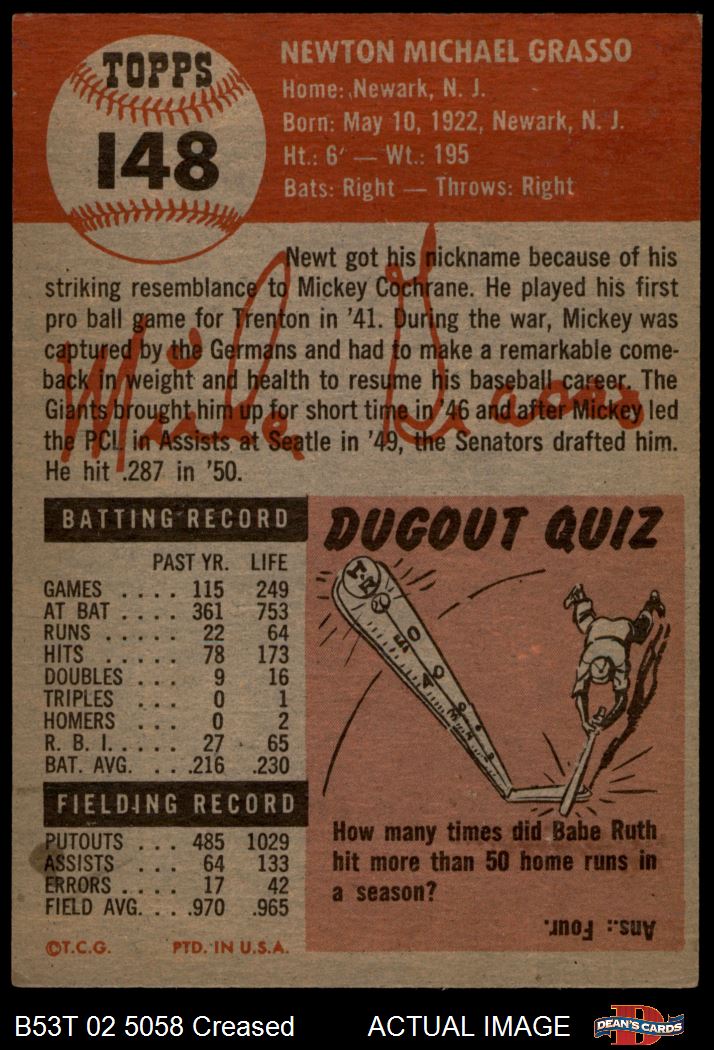 TOPPS
148
NEWTON MICHAEL GRASSO
Home: Newark, N. J.
Born: May 10, 1922, Newark, N. J.
Ht.: 6' — Wt.: 195
Bats: Right — Throws: Right
Newt got his nickname because of his
striking resemblance to Mickey Cochrane. He played his first
pro ball game for Trenton in '41. During the war, Mickey was
captured by the Germans and had to make a remarkable come-
back in weight and health to resume his baseball career. The
Giants brought him up for short time in '46 and after Mickey led
the PCL in Assists at Seatle in '49, the Senators drafted him.
He hit .287 in '50.
Mike Grasso
BATTING RECORD
PAST YR. LIFE
GAMES .... 115 249
AT BAT .... 361 753
RUNS ..... 22 64
HITS ..... 78 173
DOUBLES ... 9 16
TRIPLES ... 0 1
HOMERS ... 0 2
R. B. I. .... 27 65
BAT. AVG. ... .216 .230
FIELDING RECORD
PUTOUTS ... 485 1029
ASSISTS ... 64 133
ERRORS .... 17 42
FIELD AVG. ... .970 .965
©T.C.G. PTD. IN U.S.A.
DUGOUT QUIZ
How many times did Babe Ruth
hit more than 50 home runs in
a season?
Ans.: Four.
B53T 02 5058 Creased ACTUAL IMAGE
DEAN'S CARDS